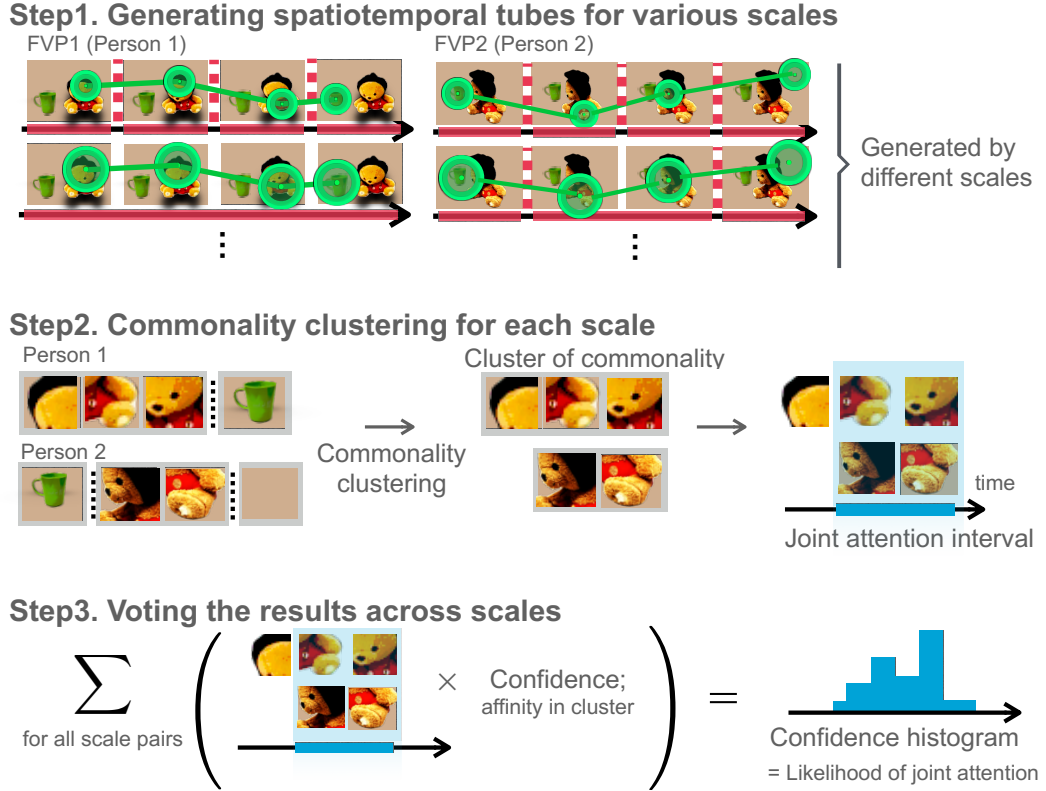 Step1. Generating spatiotemporal tubes for various scales
FVP1 (Person 1)
FVP2 (Person 2)
Generated by
different scales
Step2. Commonality clustering for each scale
Person 1
Person 2
Commonality
clustering
Cluster of commonality
time
Joint attention interval
Step3. Voting the results across scales
∑
for all scale pairs
(
×
Confidence;
affinity in cluster
)
=
Confidence histogram
= Likelihood of joint attention